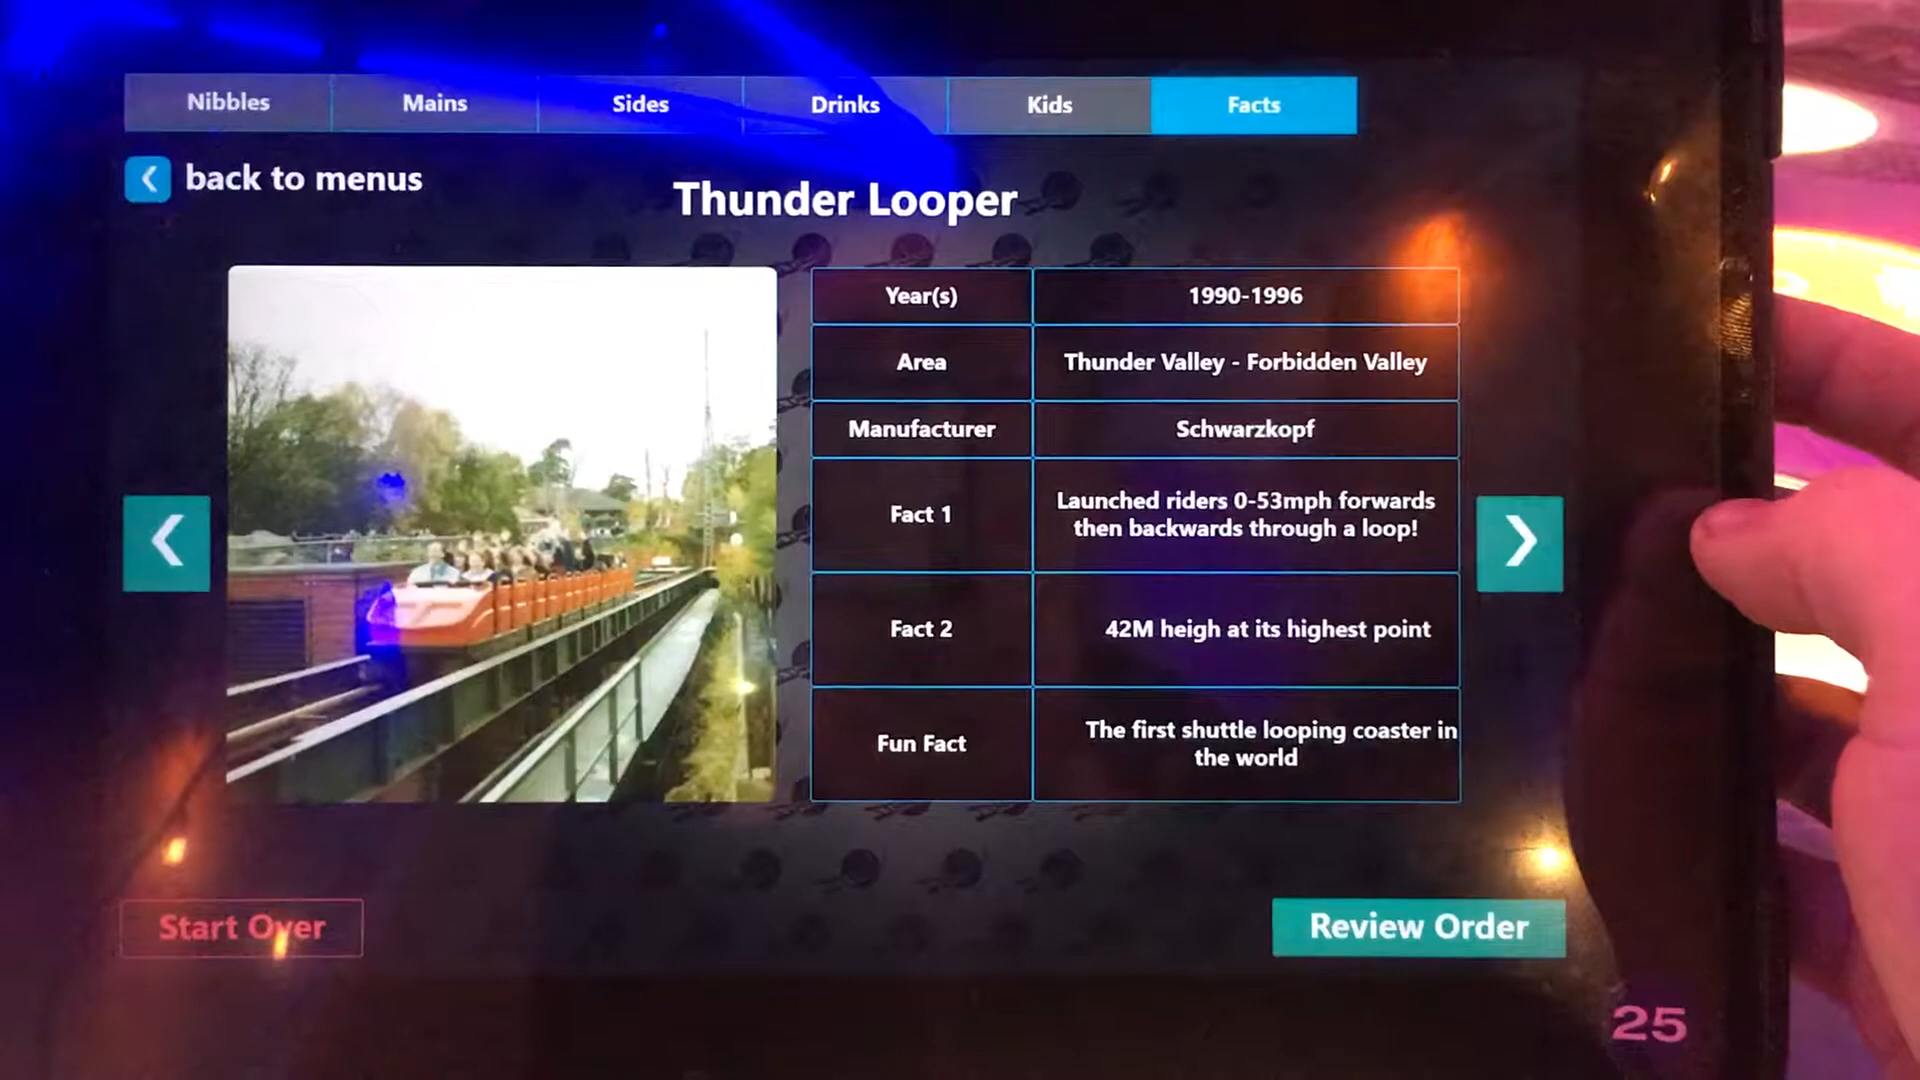 Nibbles
Mains
Sides
Drinks
Kids
Facts
back to menus
Thunder Looper
Year(s)
1990-1996
Area
Thunder Valley - Forbidden Valley
Manufacturer
Schwarzkopf
Fact 1
Launched riders 0-53mph forwards
then backwards through a loop!
Fact 2
42M heigh at its highest point
Fun Fact
The first shuttle looping coaster in
the world
Start Over
Review Order
25